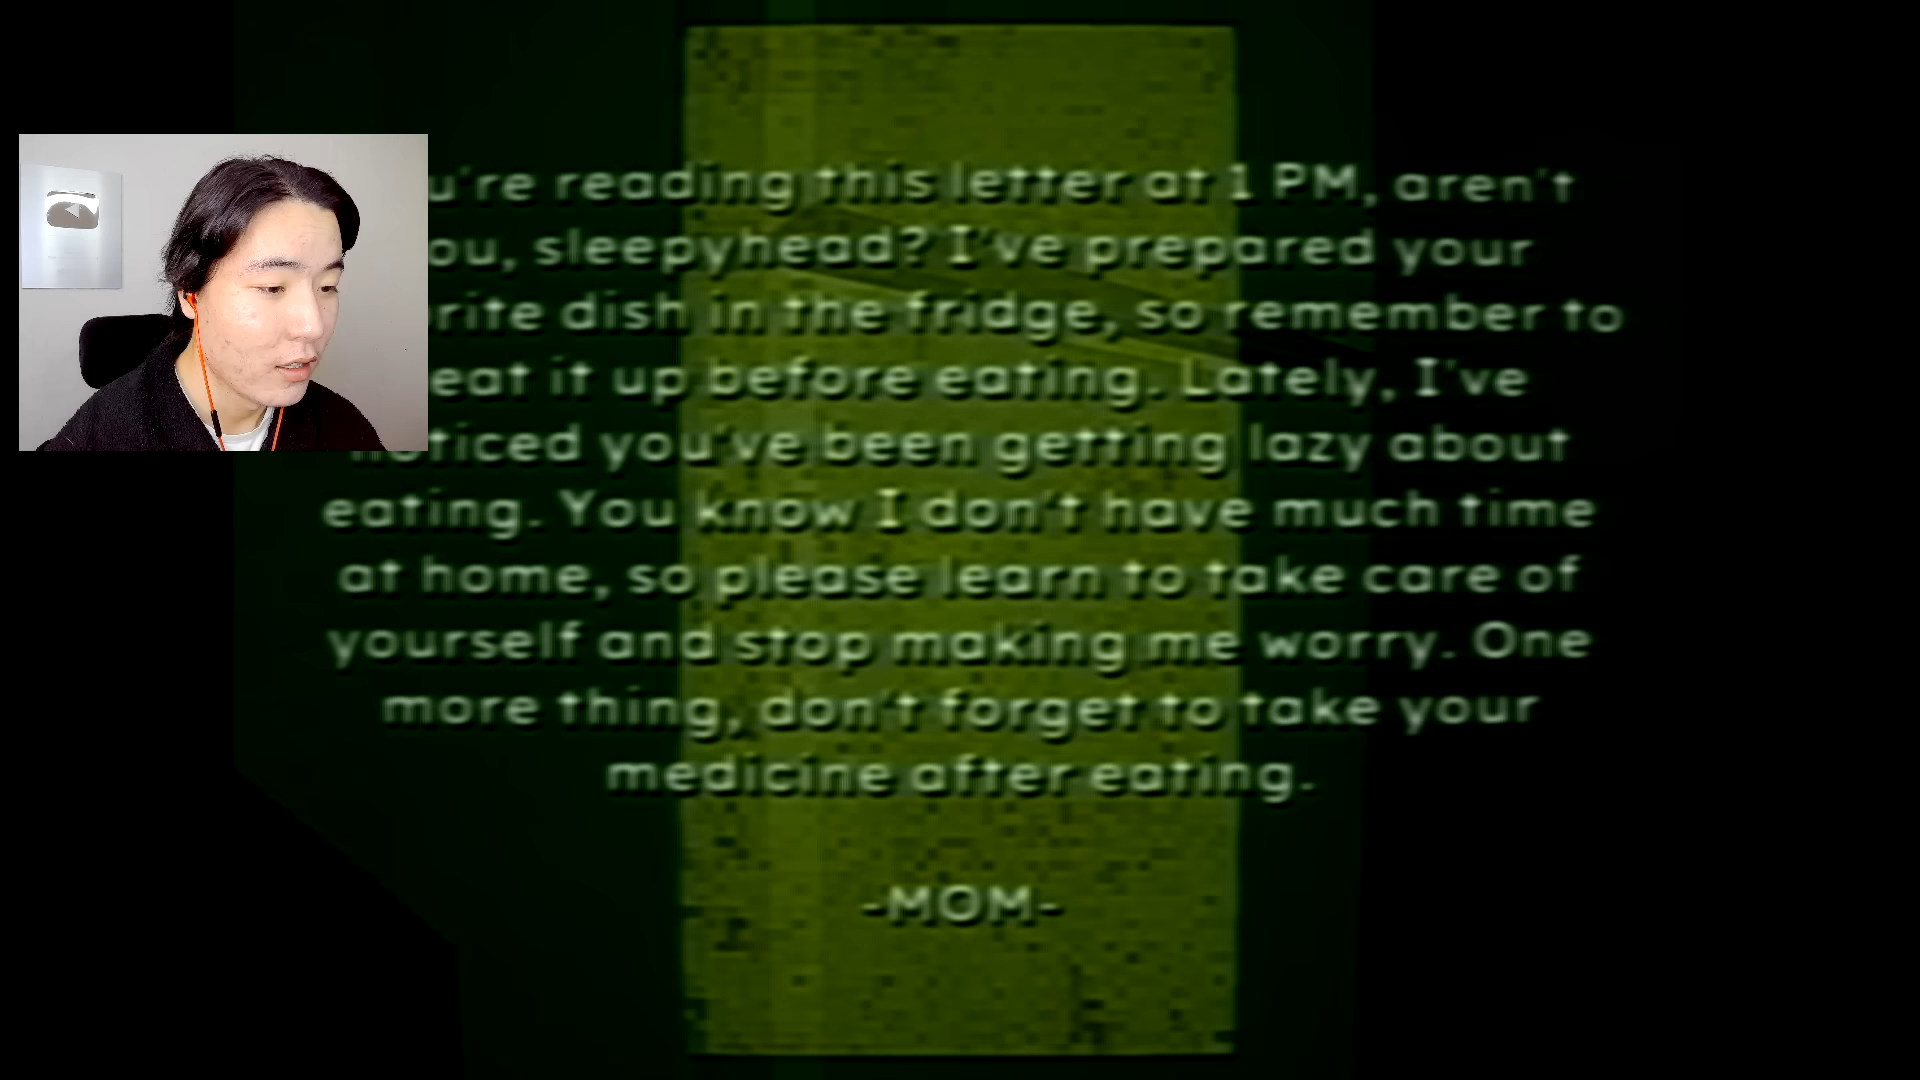 u're reading this letter at 1 PM, aren't
ou, sleepyhead? I've prepared your
rite dish in the fridge, so remember to
eat it up before eating. Lately, I've
noticed you've been getting lazy about
eating. You know I don't have much time
at home, so please learn to take care of
yourself and stop making me worry. One
more thing, don't forget to take your
medicine after eating.
-MOM-